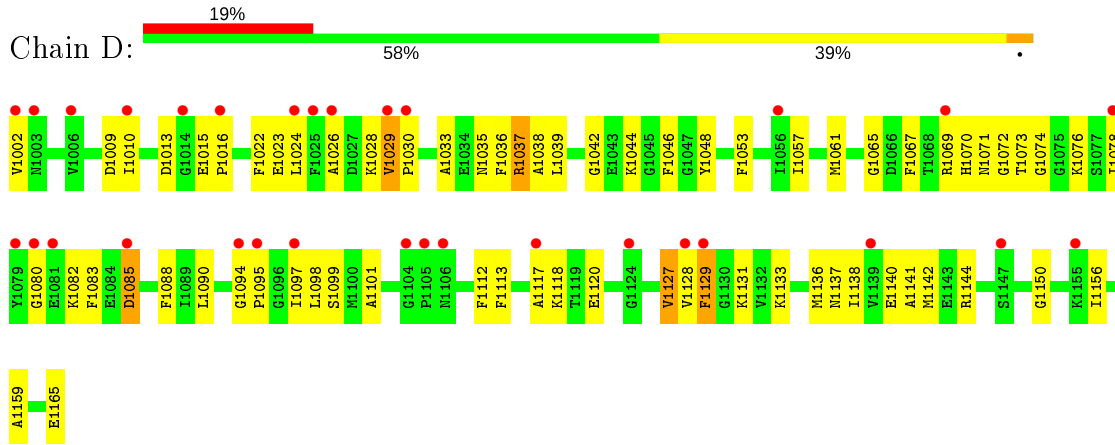 19%
Chain D:
58% 39%
V1002 N1003 V1006 D1009 I1010 D1013 G1014 E1015 P1016 F1022 E1023 L1024 F1025 A1026 D1027 K1028 V1029 P1030 A1033 E1034 N1035 F1036 R1037 A1038 L1039 G1042 E1043 K1044 G1045 F1046 G1047 Y1048 F1053 I1056 I1057 M1061 G1065 D1066 F1067 T1068 R1069 H1070 N1071 G1072 T1073 G1074 G1075 K1076 S1077
Y1079 G1080 E1081 K1082 F1083 E1084 D1085 F1088 I1089 L1090 G1094 P1095 G1096 I1097 L1098 S1099 M1100 A1101 G1104 P1105 N1106 F1112 F1113 A1117 K1118 T1119 E1120 G1124 V1127 V1128 F1129 G1130 K1131 V1132 K1133 M1136 N1137 I1138 V1139 E1140 A1141 M1142 E1143 R1144 S1147 G1150 K1155 I1156
A1159 E1165